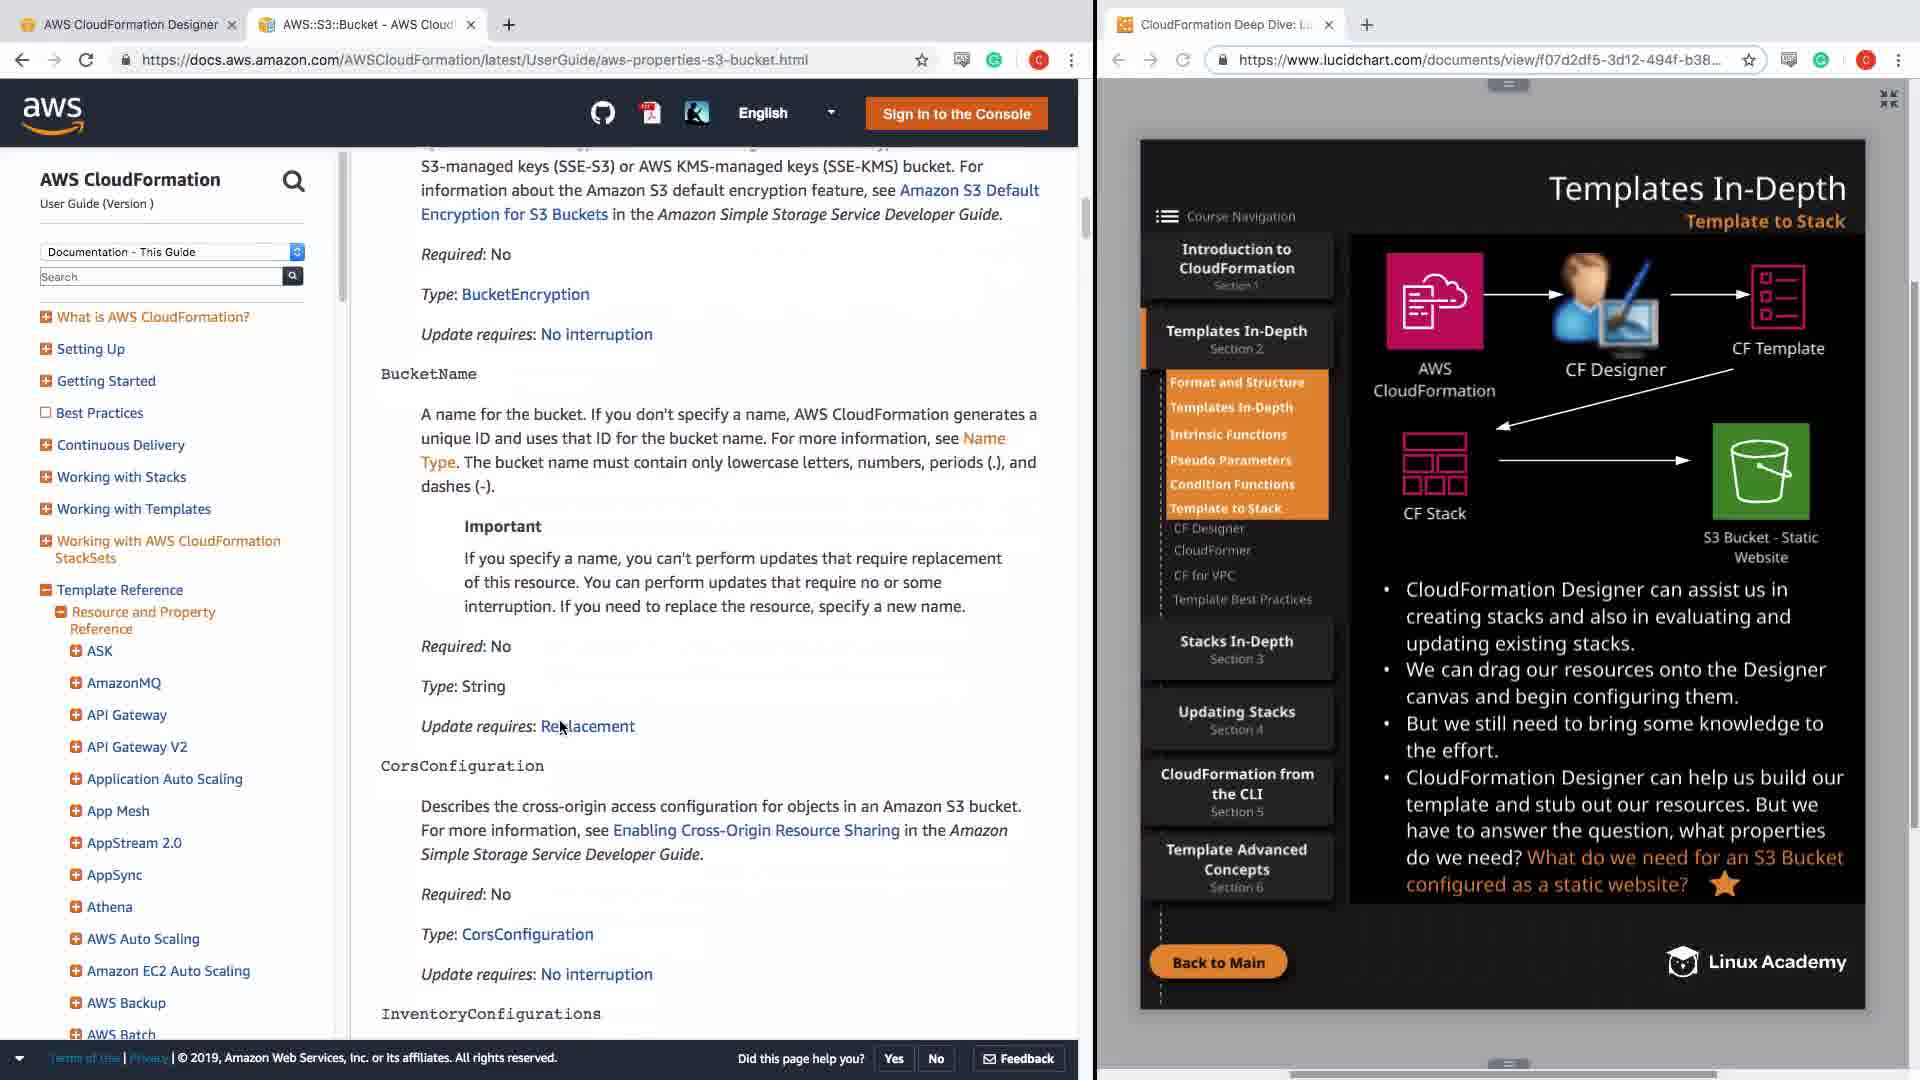 AWS CloudFormation Designer
AWS::S3::Bucket - AWS Cloud
https://docs.aws.amazon.com/AWSCloudFormation/latest/UserGuide/aws-properties-s3-bucket.html
C
aws
English
Sign In to the Console
AWS CloudFormation
User Guide (Version )
Documentation - This Guide
Search
What is AWS CloudFormation?
Setting Up
Getting Started
Best Practices
Continuous Delivery
Working with Stacks
Working with Templates
Working with AWS CloudFormation
StackSets
Template Reference
Resource and Property
Reference
ASK
AmazonMQ
API Gateway
API Gateway V2
Application Auto Scaling
App Mesh
AppStream 2.0
AppSync
Athena
AWS Auto Scaling
Amazon EC2 Auto Scaling
AWS Backup
AWS Batch
S3-managed keys (SSE-S3) or AWS KMS-managed keys (SSE-KMS) bucket. For
information about the Amazon S3 default encryption feature, see Amazon S3 Default
Encryption for S3 Buckets in the Amazon Simple Storage Service Developer Guide.
Required: No
Type: BucketEncryption
Update requires: No interruption
BucketName
A name for the bucket. If you don't specify a name, AWS CloudFormation generates a
unique ID and uses that ID for the bucket name. For more information, see Name
Type. The bucket name must contain only lowercase letters, numbers, periods (.), and
dashes (-).
Important
If you specify a name, you can't perform updates that require replacement
of this resource. You can perform updates that require no or some
interruption. If you need to replace the resource, specify a new name.
Required: No
Type: String
Update requires: Replacement
CorsConfiguration
Describes the cross-origin access configuration for objects in an Amazon S3 bucket.
For more information, see Enabling Cross-Origin Resource Sharing in the Amazon
Simple Storage Service Developer Guide.
Required: No
Type: CorsConfiguration
Update requires: No interruption
InventoryConfigurations
Terms of Use | Privacy | © 2019, Amazon Web Services, Inc. or its affiliates. All rights reserved.
Did this page help you?
Yes
No
Feedback
CloudFormation Deep Dive: i...
https://www.lucidchart.com/documents/view/f07d2df5-3d12-494f-b38...
C
Templates In-Depth
Template to Stack
Course Navigation
Introduction to
CloudFormation
Section 1
Templates In-Depth
Section 2
Format and Structure
Templates In-Depth
Intrinsic Functions
Pseudo Parameters
Condition Functions
Template to Stack
CF Designer
CloudFormer
CF for VPC
Template Best Practices
Stacks In-Depth
Section 3
Updating Stacks
Section 4
CloudFormation from
the CLI
Section 5
Template Advanced
Concepts
Section 6
Back to Main
AWS
CloudFormation
CF Designer
CF Template
CF Stack
S3 Bucket - Static
Website
• CloudFormation Designer can assist us in
creating stacks and also in evaluating and
updating existing stacks.
• We can drag our resources onto the Designer
canvas and begin configuring them.
• But we still need to bring some knowledge to
the effort.
• CloudFormation Designer can help us build our
template and stub out our resources. But we
have to answer the question, what properties
do we need? What do we need for an S3 Bucket
configured as a static website?
Linux Academy